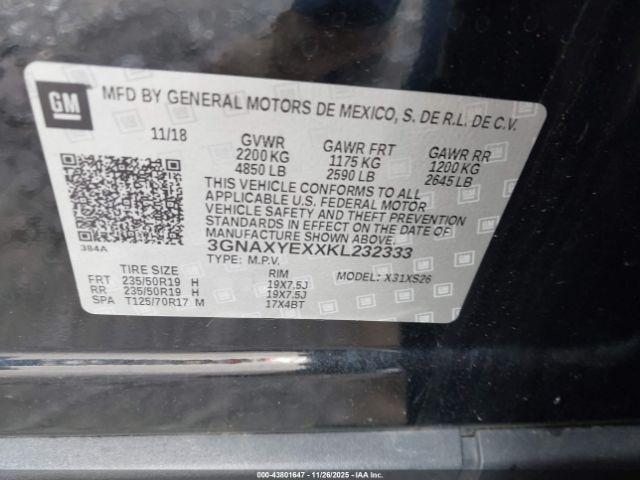 GM
MFD BY GENERAL MOTORS DE MEXICO, S. DE R.L. DE C.V.
11/18 GVWR GAWR FRT GAWR RR
2200 KG 1175 KG 1200 KG
4850 LB 2590 LB 2645 LB
THIS VEHICLE CONFORMS TO ALL
APPLICABLE U.S. FEDERAL MOTOR
VEHICLE SAFETY AND THEFT PREVENTION
STANDARDS IN EFFECT ON THE DATE OF
MANUFACTURE SHOWN ABOVE.
384A 3GNAXYEXXKL232333
TYPE: M.P.V. MODEL: X31XS26
TIRE SIZE RIM
FRT 235/50R19 H 19X7.5J
RR 235/50R19 H 19X7.5J
SPA T125/70R17 M 17X4BT
000-43801647 - 11/26/2025 - IAAI.COM